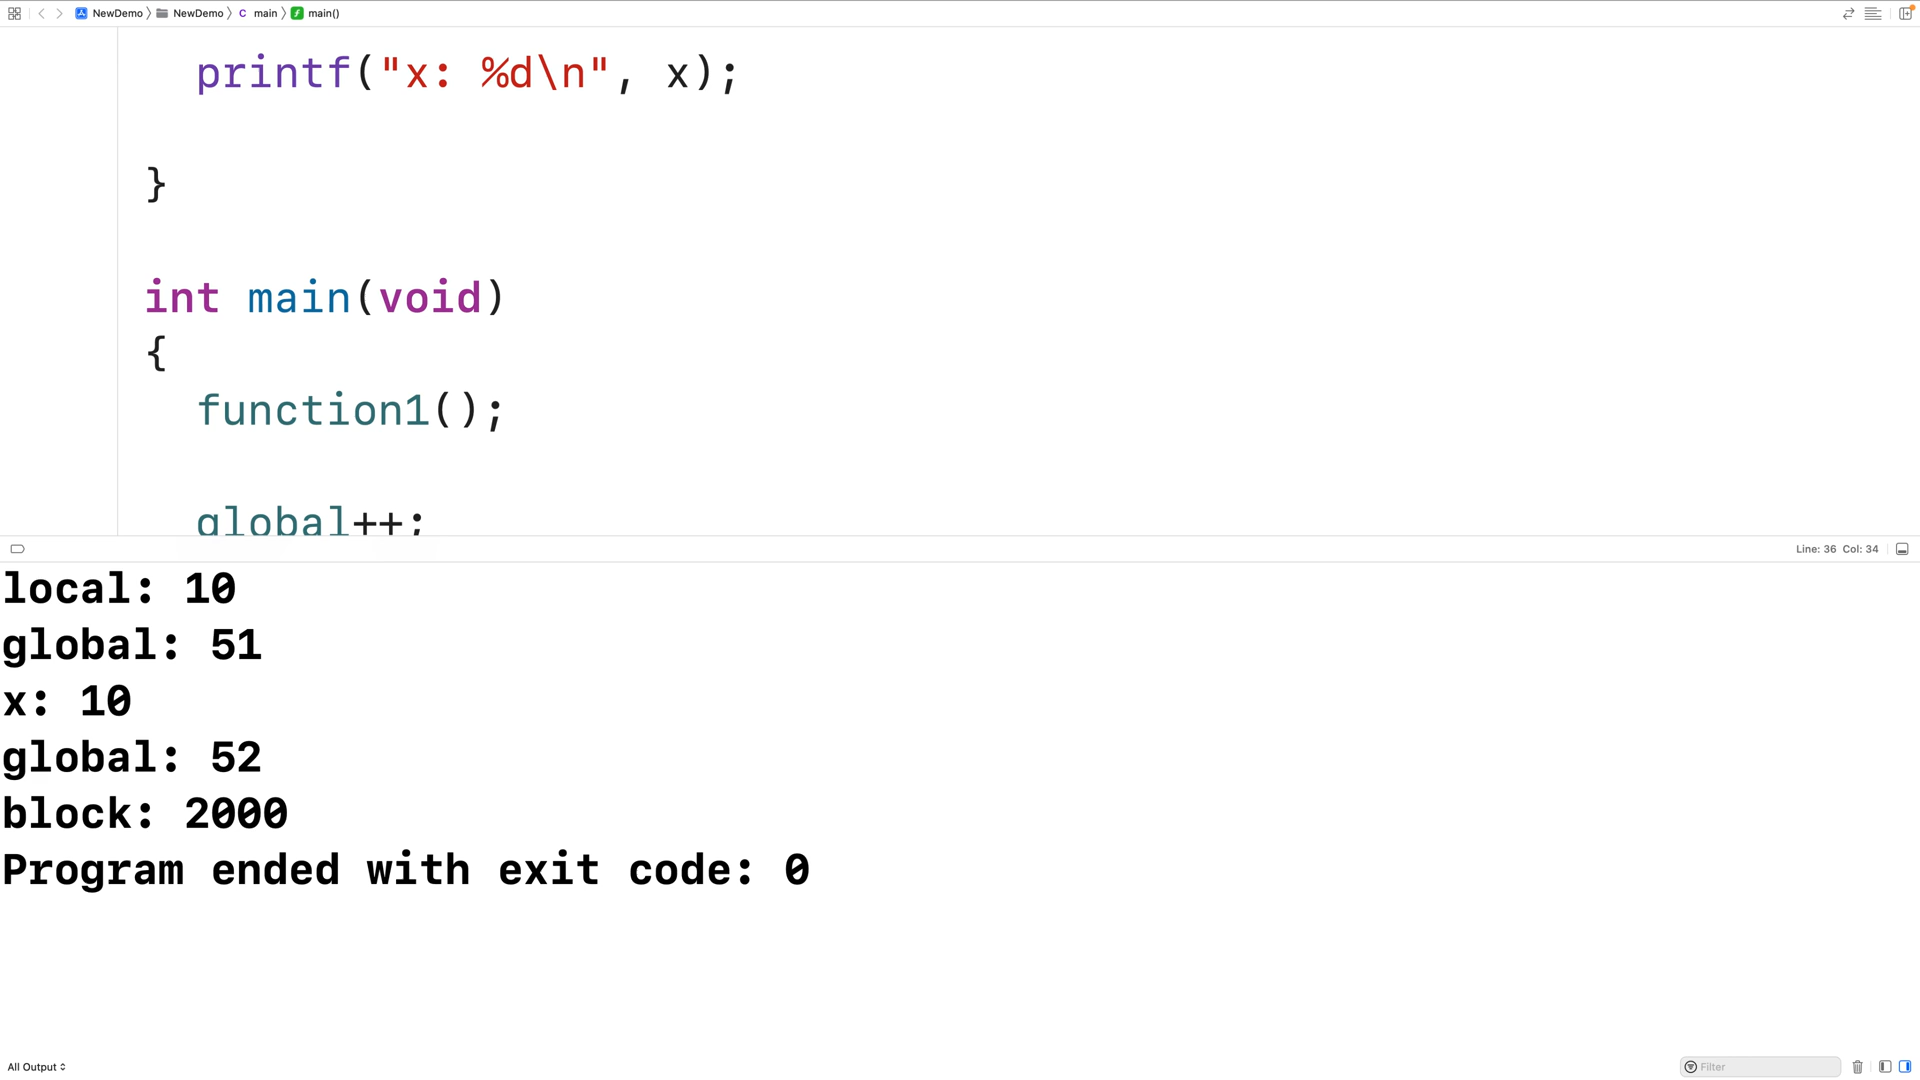 NewDemo NewDemo C main f main()
printf("x: %d\n", x);
}
int main(void)
{
function1();
global++;
Line: 36 Col: 34
local: 10
global: 51
x: 10
global: 52
block: 2000
Program ended with exit code: 0
All Output
Filter